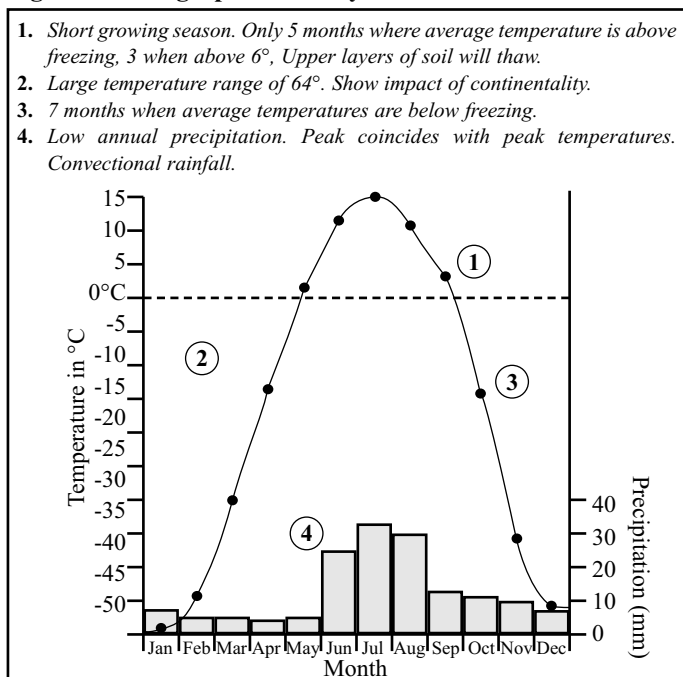 1. Short growing season. Only 5 months where average temperature is above
freezing, 3 when above 6°, Upper layers of soil will thaw.
2. Large temperature range of 64°. Show impact of continentality.
3. 7 months when average temperatures are below freezing.
4. Low annual precipitation. Peak coincides with peak temperatures.
Convectional rainfall.
Temperature in °C
15
10
5
0°C
-5
-10
-15
-20
-25
-30
-35
-40
-45
-50
1
2
3
4
40
30
20
10
0
Precipitation (mm)
Jan Feb Mar Apr May Jun Jul Aug Sep Oct Nov Dec
Month